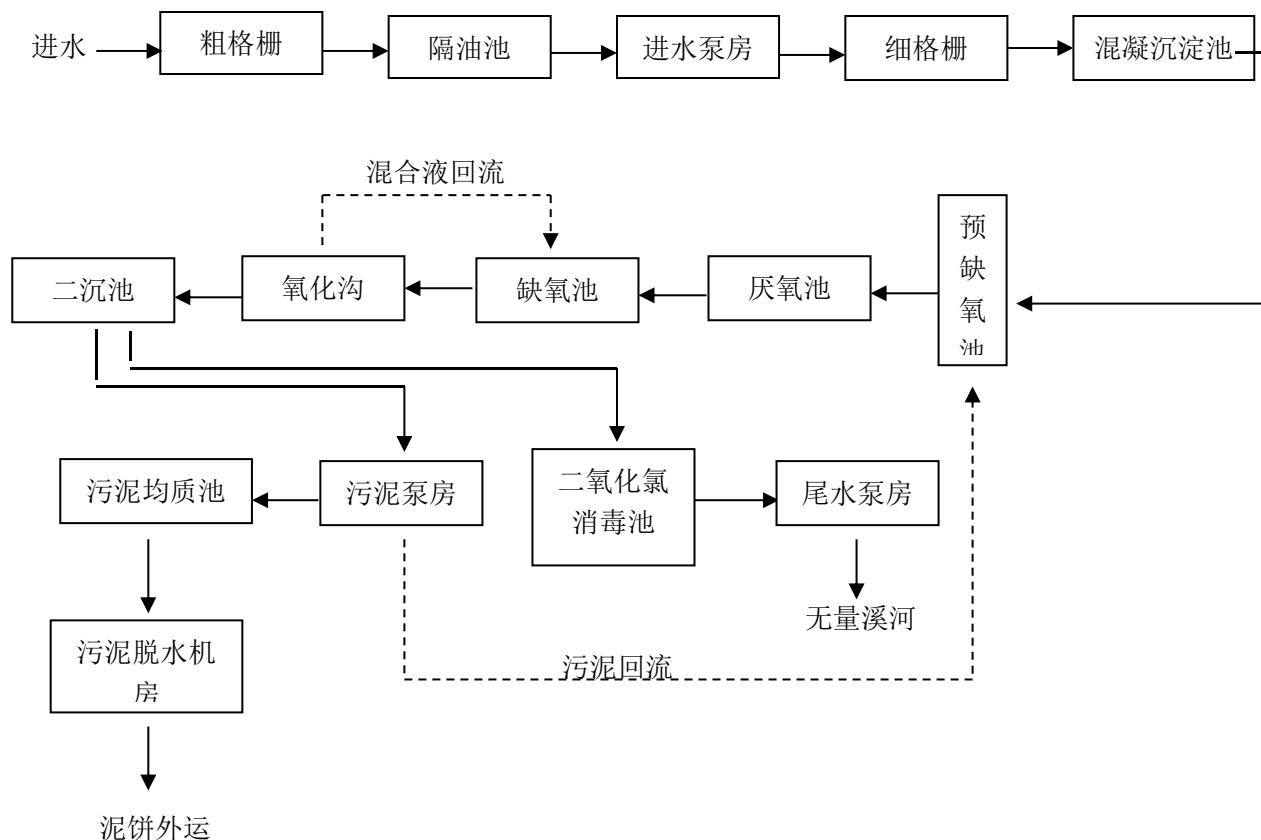 进水
粗格栅
隔油池
进水泵房
细格栅
混凝沉淀池
混合液回流
预
缺
氧
池
厌氧池
缺氧池
氧化沟
二沉池
污泥均质池
污泥泵房
二氧化氯
消毒池
尾水泵房
无量溪河
污泥脱水机
房
污泥回流
泥饼外运